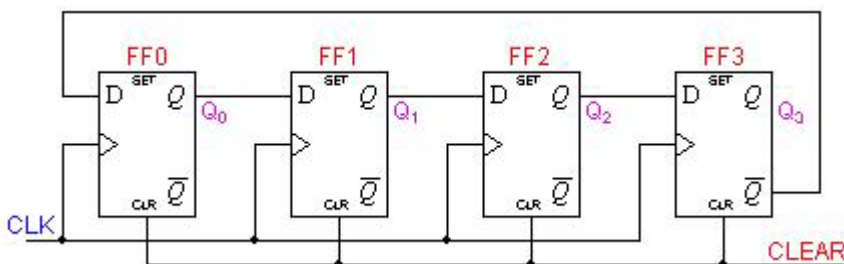 FF0 FF1 FF2 FF3
SET SET SET SET
D Q Q₀ D Q Q₁ D Q Q₂ D Q Q₃
Q̅ Q̅ Q̅ Q̅
CLR CLR CLR CLR
CLK
CLEAR